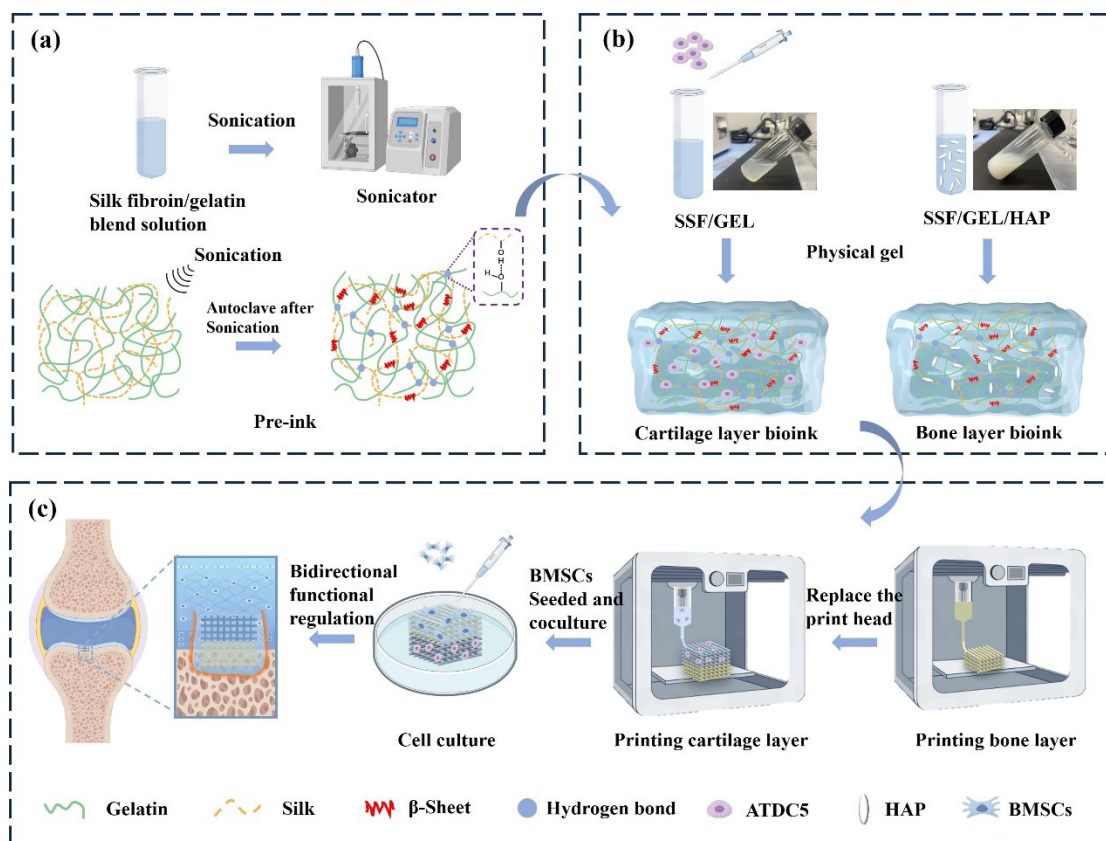 (a)
Sonication
Silk fibroin/gelatin
blend solution
Sonicator
Sonication
Autoclave after
Sonication
O
H
H
O
Pre-ink
(b)
SSF/GEL
SSF/GEL/HAP
Physical gel
Cartilage layer bioink
Bone layer bioink
(c)
Bidirectional
functional
regulation
BMSCs
Seeded and
coculture
Replace the
print head
Cell culture
Printing cartilage layer
Printing bone layer
Gelatin
Silk
β-Sheet
Hydrogen bond
ATDC5
HAP
BMSCs